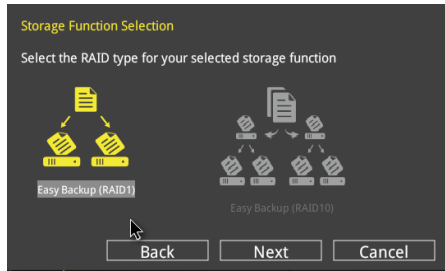 Storage Function Selection
Select the RAID type for your selected storage function
Easy Backup (RAID1)
Easy Backup (RAID10)
Back
Next
Cancel